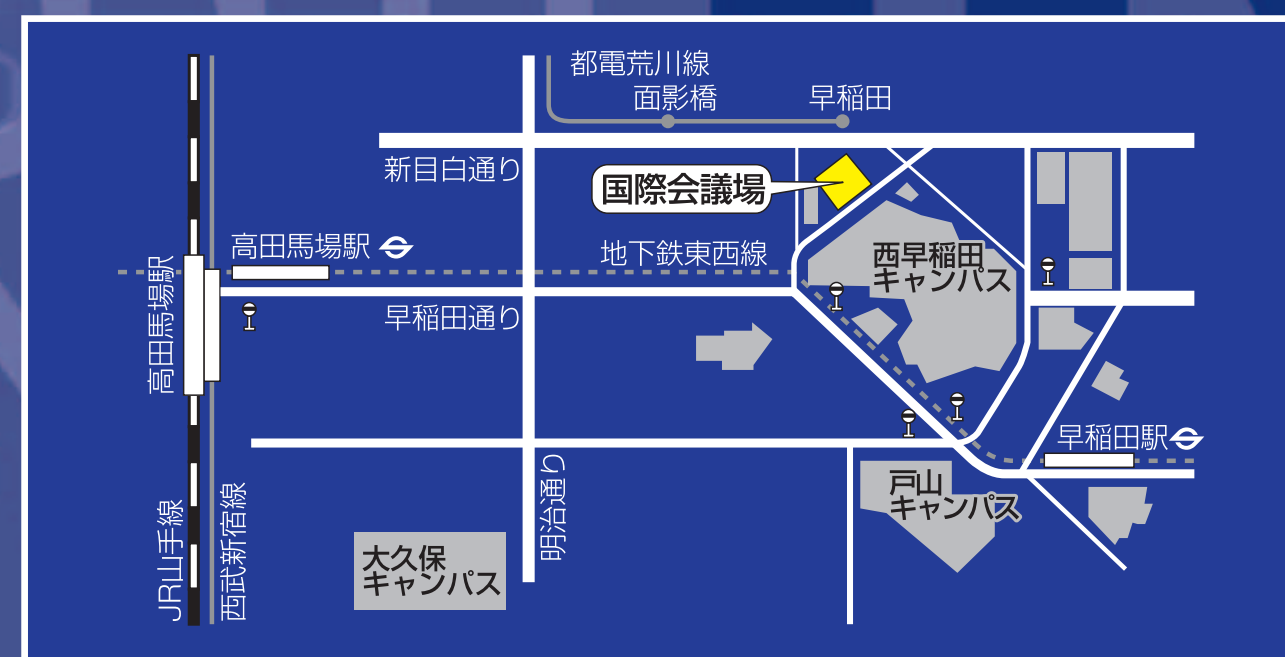 都電荒川線
面影橋
早稲田
新目白通り
国際会議場
高田馬場駅
地下鉄東西線
西早稲田
キャンパス
高田馬場駅
早稲田通り
早稲田駅
戸山
キャンパス
明治通り
JR山手線
西武新宿線
大久保
キャンパス